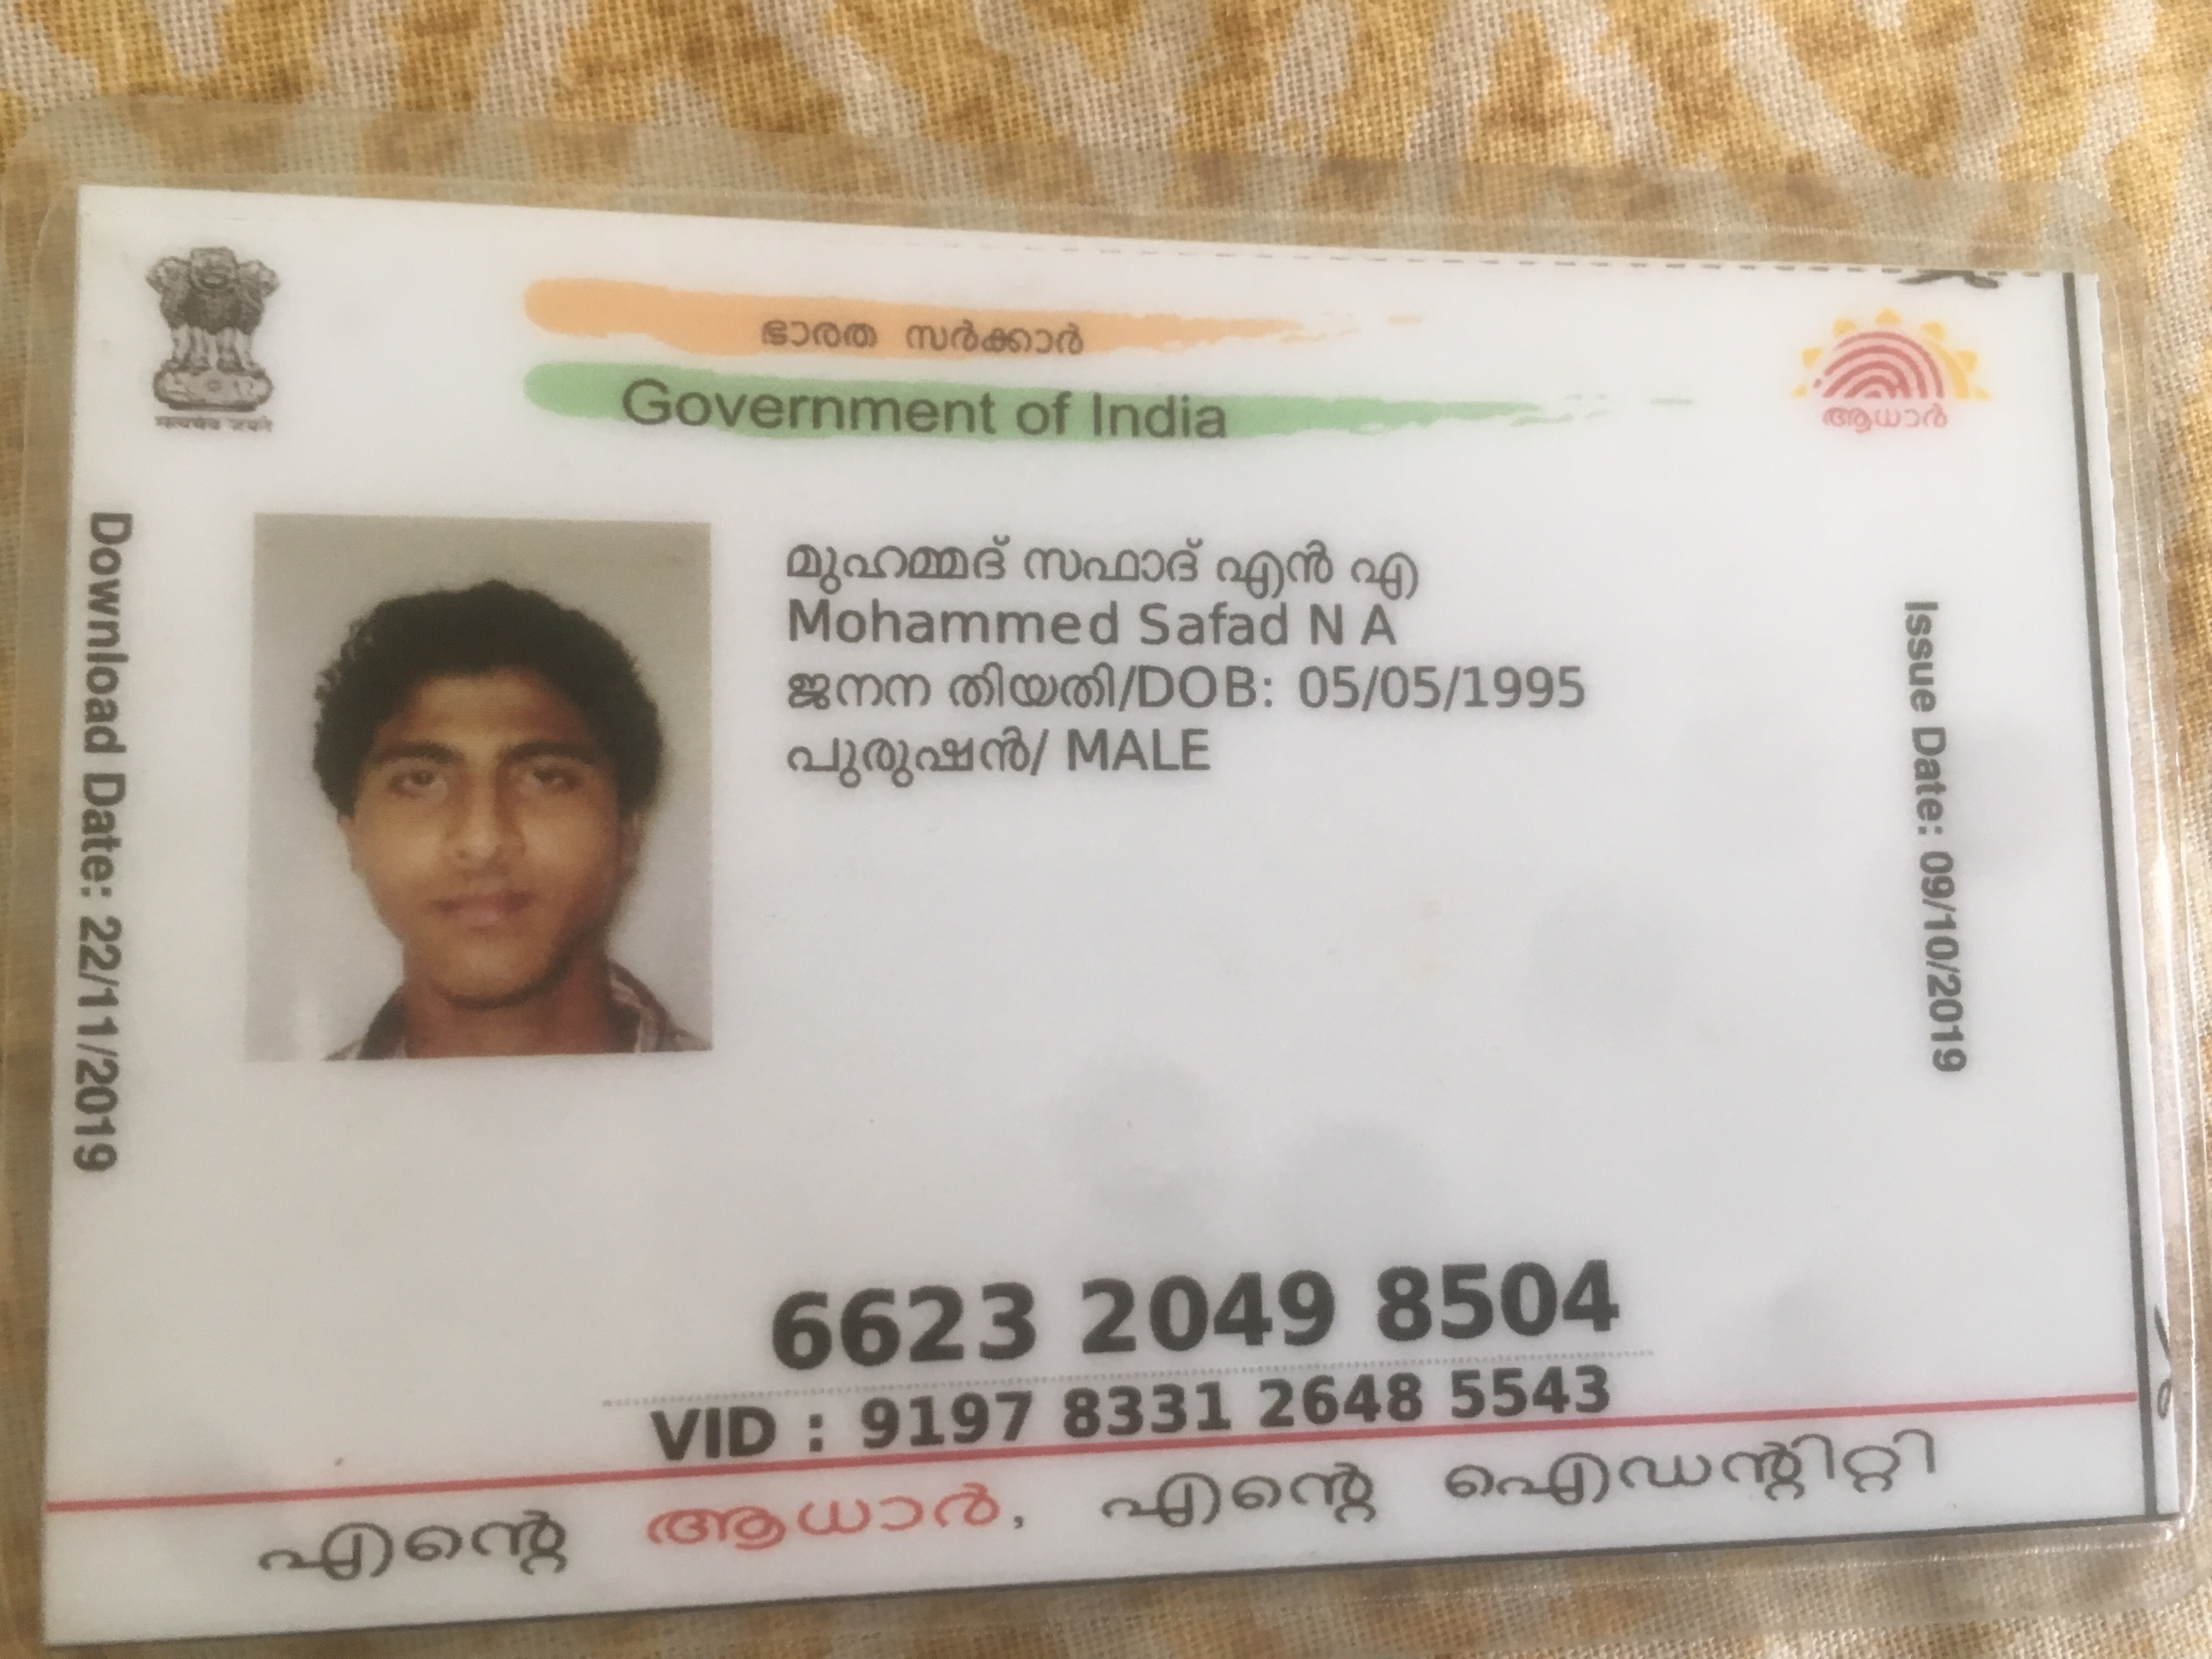 Download Date: 22/11/2019
ഭാരത സർക്കാർ
Government of India
ആധാർ
മുഹമ്മദ് സഫാദ് എൻ എ
Mohammed Safad N A
ജനന തിയതി/DOB: 05/05/1995
പുരുഷൻ/ MALE
Issue Date: 09/10/2019
6623 2049 8504
VID : 9197 8331 2648 5543
എന്റെ ആധാർ, എന്റെ ഐഡന്റിറ്റി